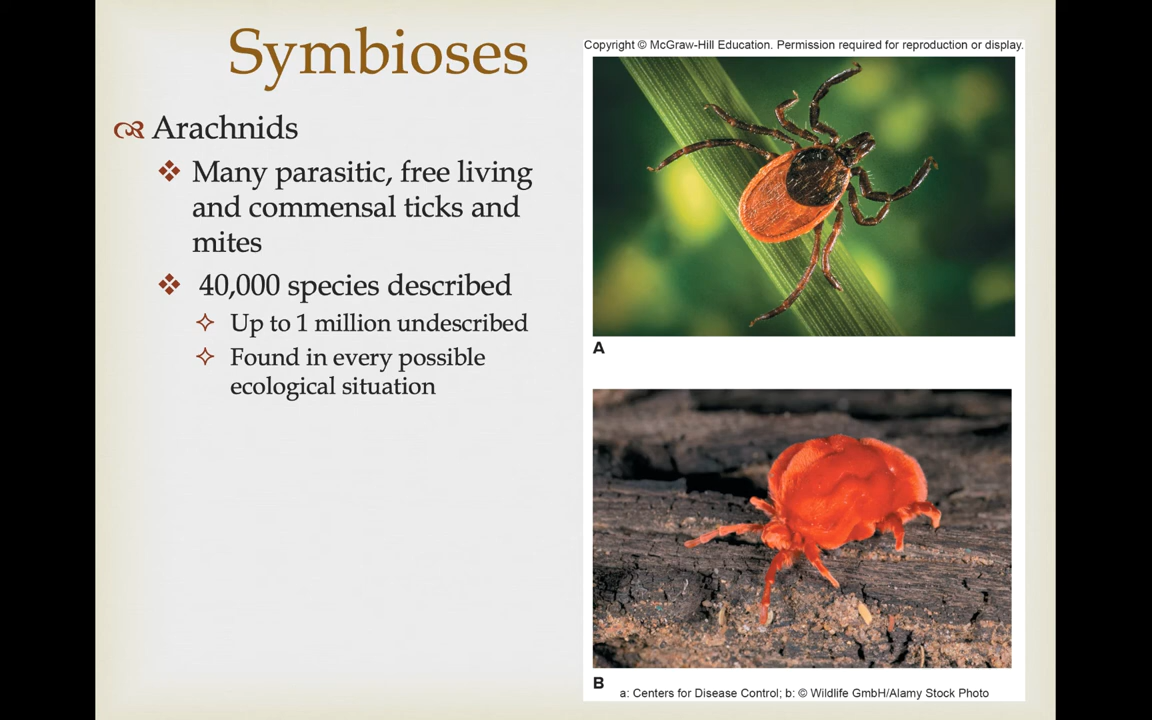 Symbioses
Copyright © McGraw-Hill Education. Permission required for reproduction or display.
Arachnids
Many parasitic, free living
and commensal ticks and
mites
40,000 species described
Up to 1 million undescribed
Found in every possible
ecological situation
A
B
a: Centers for Disease Control; b: © Wildlife GmbH/Alamy Stock Photo